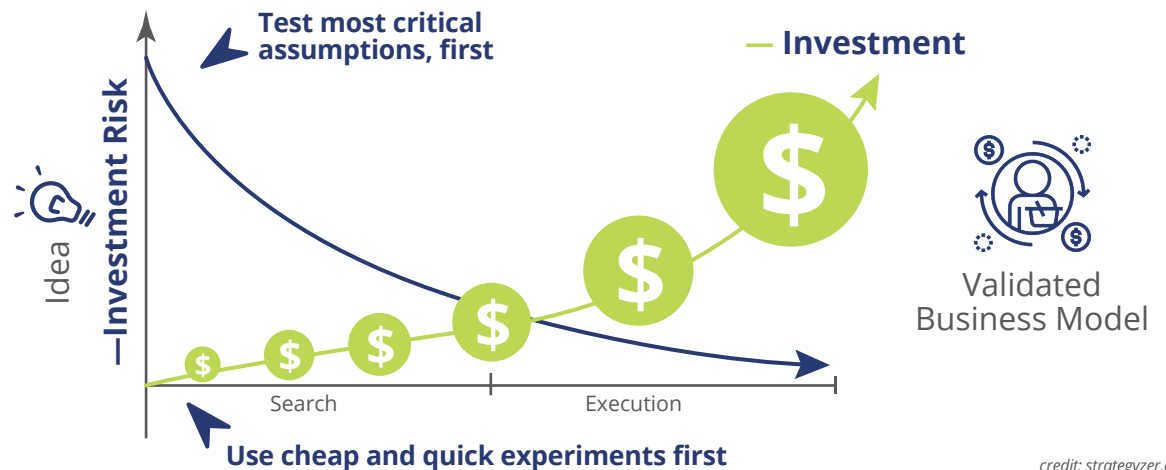 Test most critical
assumptions, first
— Investment
—Investment Risk
Idea
$
$
$
$
$
$
$
$
Validated
Business Model
Search
Execution
Use cheap and quick experiments first
credit: strategyzer.